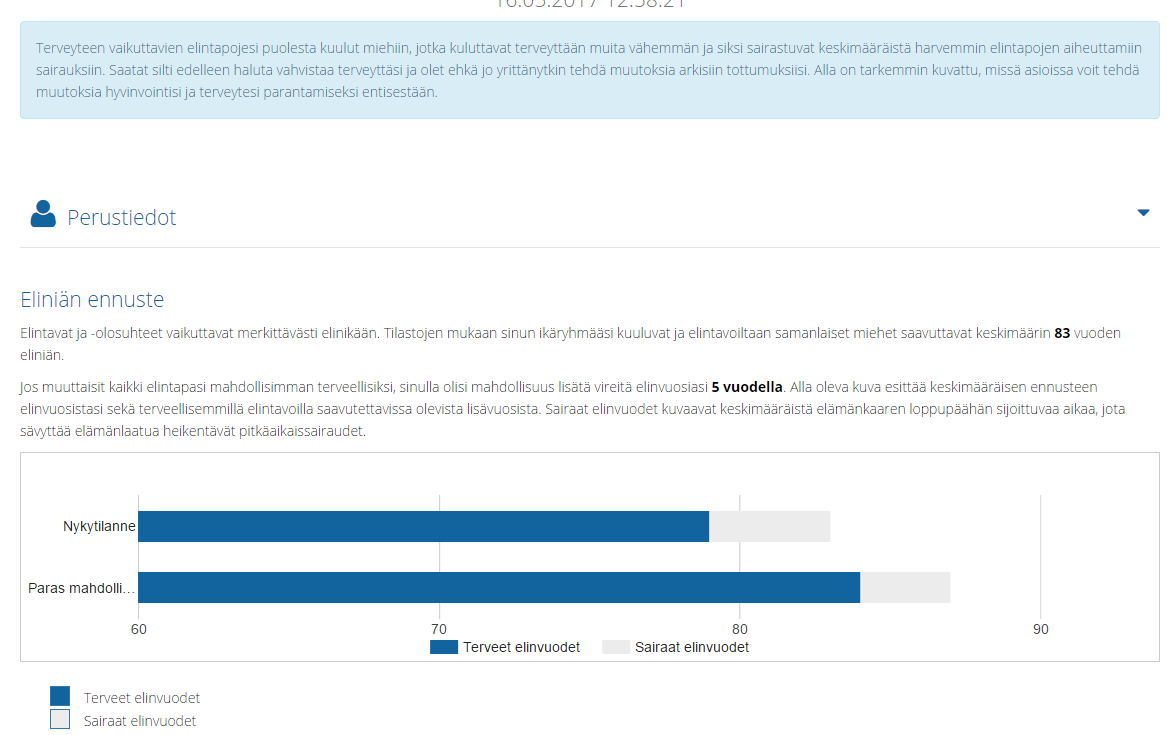 16.05.2017 12:58:21
Terveyteen vaikuttavien elintapojesi puolesta kuulut miehiin, jotka kuluttavat terveyttään muita vähemmän ja siksi sairastuvat keskimääräistä harvemmin elintapojen aiheuttamiin
sairauksiin. Saatat silti edelleen haluta vahvistaa terveyttäsi ja olet ehkä jo yrittänytkin tehdä muutoksia arkisiin tottumuksiisi. Alla on tarkemmin kuvattu, missä asioissa voit tehdä
muutoksia hyvinvointisi ja terveytesi parantamiseksi entisestään.
Perustiedot
Eliniän ennuste
Elintavat ja -olosuhteet vaikuttavat merkittävästi elinikään. Tilastojen mukaan sinun ikäryhmääsi kuuluvat ja elintavoiltaan samanlaiset miehet saavuttavat keskimäärin 83 vuoden
eliniän.
Jos muuttaisit kaikki elintapasi mahdollisimman terveellisiksi, sinulla olisi mahdollisuus lisätä vireitä elinvuosiasi 5 vuodella. Alla oleva kuva esittää keskimääräisen ennusteen
elinvuosistasi sekä terveellisemmillä elintavoilla saavutettavissa olevista lisävuosista. Sairaat elinvuodet kuvaavat keskimääräistä elämänkaaren loppupäähän sijoittuvaa aikaa, jota
sävyttää elämänlaatua heikentävät pitkäaikaissairaudet.
Nykytilanne
Paras mahdolli...
60 70 80 90
Terveet elinvuodet Sairaat elinvuodet
Terveet elinvuodet
Sairaat elinvuodet